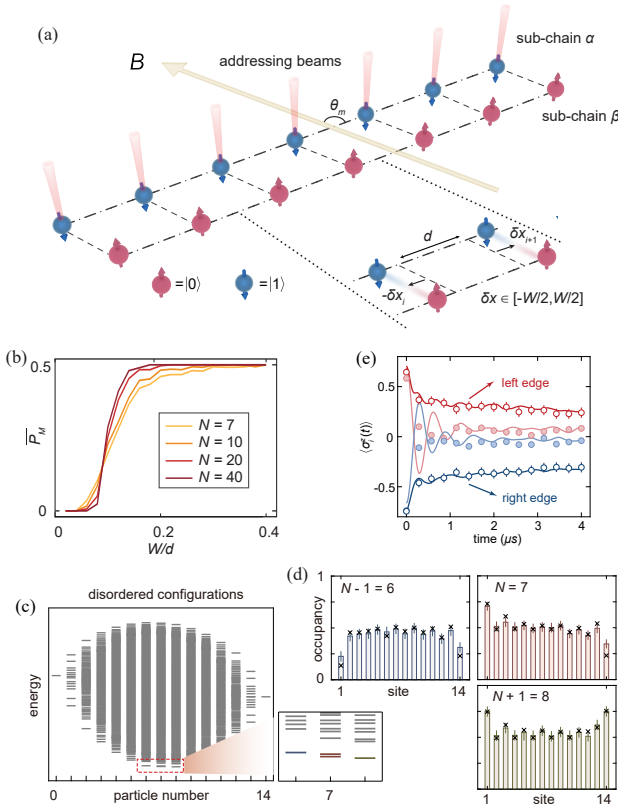 (a)
B
addressing beams
θm
sub-chain α
sub-chain β
=|0⟩
=|1⟩
d
δxi+1
-δxi
δx ∈ [-W/2,W/2]
(b)
0.5
PM
0
N = 7
N = 10
N = 20
N = 40
0.0
0.2
0.4
W/d
(e)
0.5
0
-0.5
⟨σiz(t)⟩
left edge
right edge
0
1
2
3
4
time (μs)
(c)
disordered configurations
energy
0
particle number
14
7
(d)
1
occupancy
0
N - 1 = 6
1
site
14
N = 7
N + 1 = 8
1
site
14